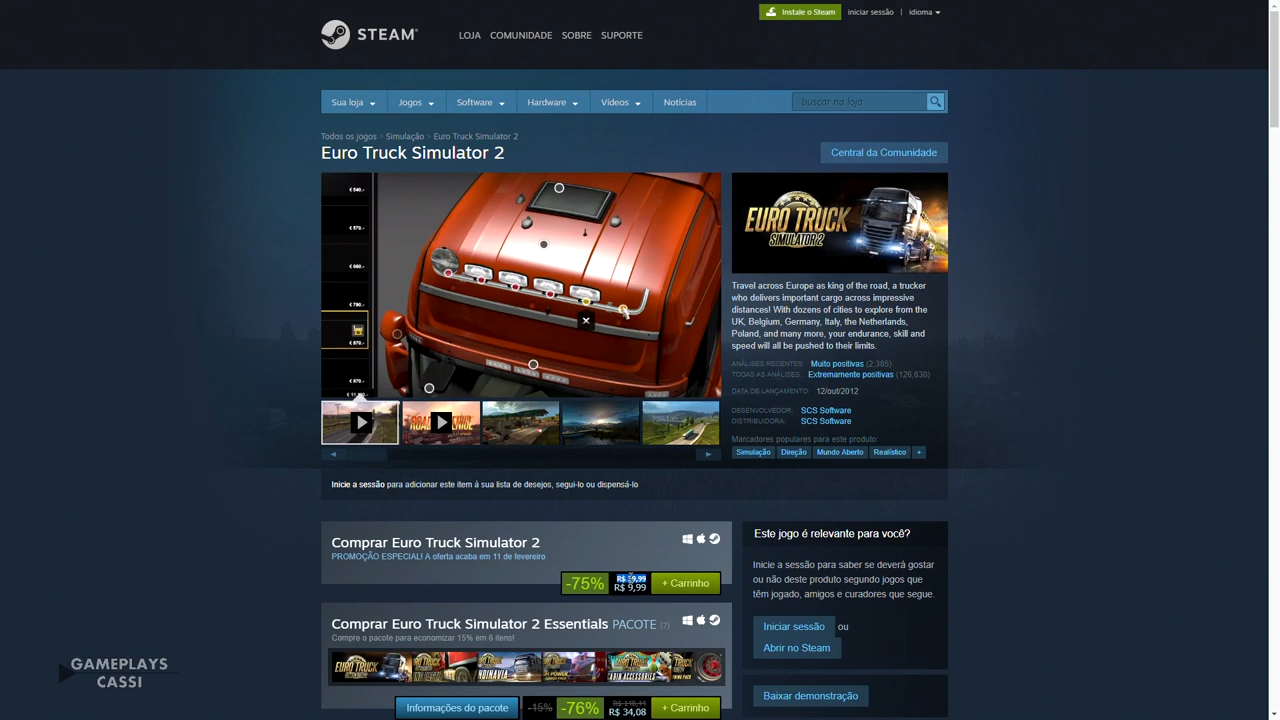 Instale o Steam
iniciar sessão | idioma
STEAM
LOJA COMUNIDADE SOBRE SUPORTE
Sua loja Jogos Software Hardware Vídeos Notícias
buscar na loja
Todos os jogos > Simulação > Euro Truck Simulator 2
Euro Truck Simulator 2
Central da Comunidade
EURO TRUCK
SIMULATOR 2
Travel across Europe as king of the road, a trucker
who delivers important cargo across impressive
distances! With dozens of cities to explore from the
UK, Belgium, Germany, Italy, the Netherlands,
Poland, and many more, your endurance, skill and
speed will all be pushed to their limits.
ANÁLISES RECENTES: Muito positivas (2,385)
TODAS AS ANÁLISES: Extremamente positivas (126,630)
DATA DE LANÇAMENTO: 12/out/2012
DESENVOLVEDOR: SCS Software
DISTRIBUIDORA: SCS Software
Marcadores populares para este produto:
Simulação Direção Mundo Aberto Realístico +
Inicie a sessão para adicionar este item à sua lista de desejos, segui-lo ou dispensá-lo
Comprar Euro Truck Simulator 2
PROMOÇÃO ESPECIAL! A oferta acaba em 11 de fevereiro
-75%
R$ 39,99
R$ 9,99
+ Carrinho
Comprar Euro Truck Simulator 2 Essentials PACOTE (?)
Compre o pacote para economizar 15% em 6 itens!
Informações do pacote
-15% -76%
R$ 34,08
+ Carrinho
Este jogo é relevante para você?
Inicie a sessão para saber se deverá gostar
ou não deste produto segundo jogos que
têm jogado, amigos e curadores que segue.
Iniciar sessão ou
Abrir no Steam
Baixar demonstração
GAMEPLAYS
CASSI